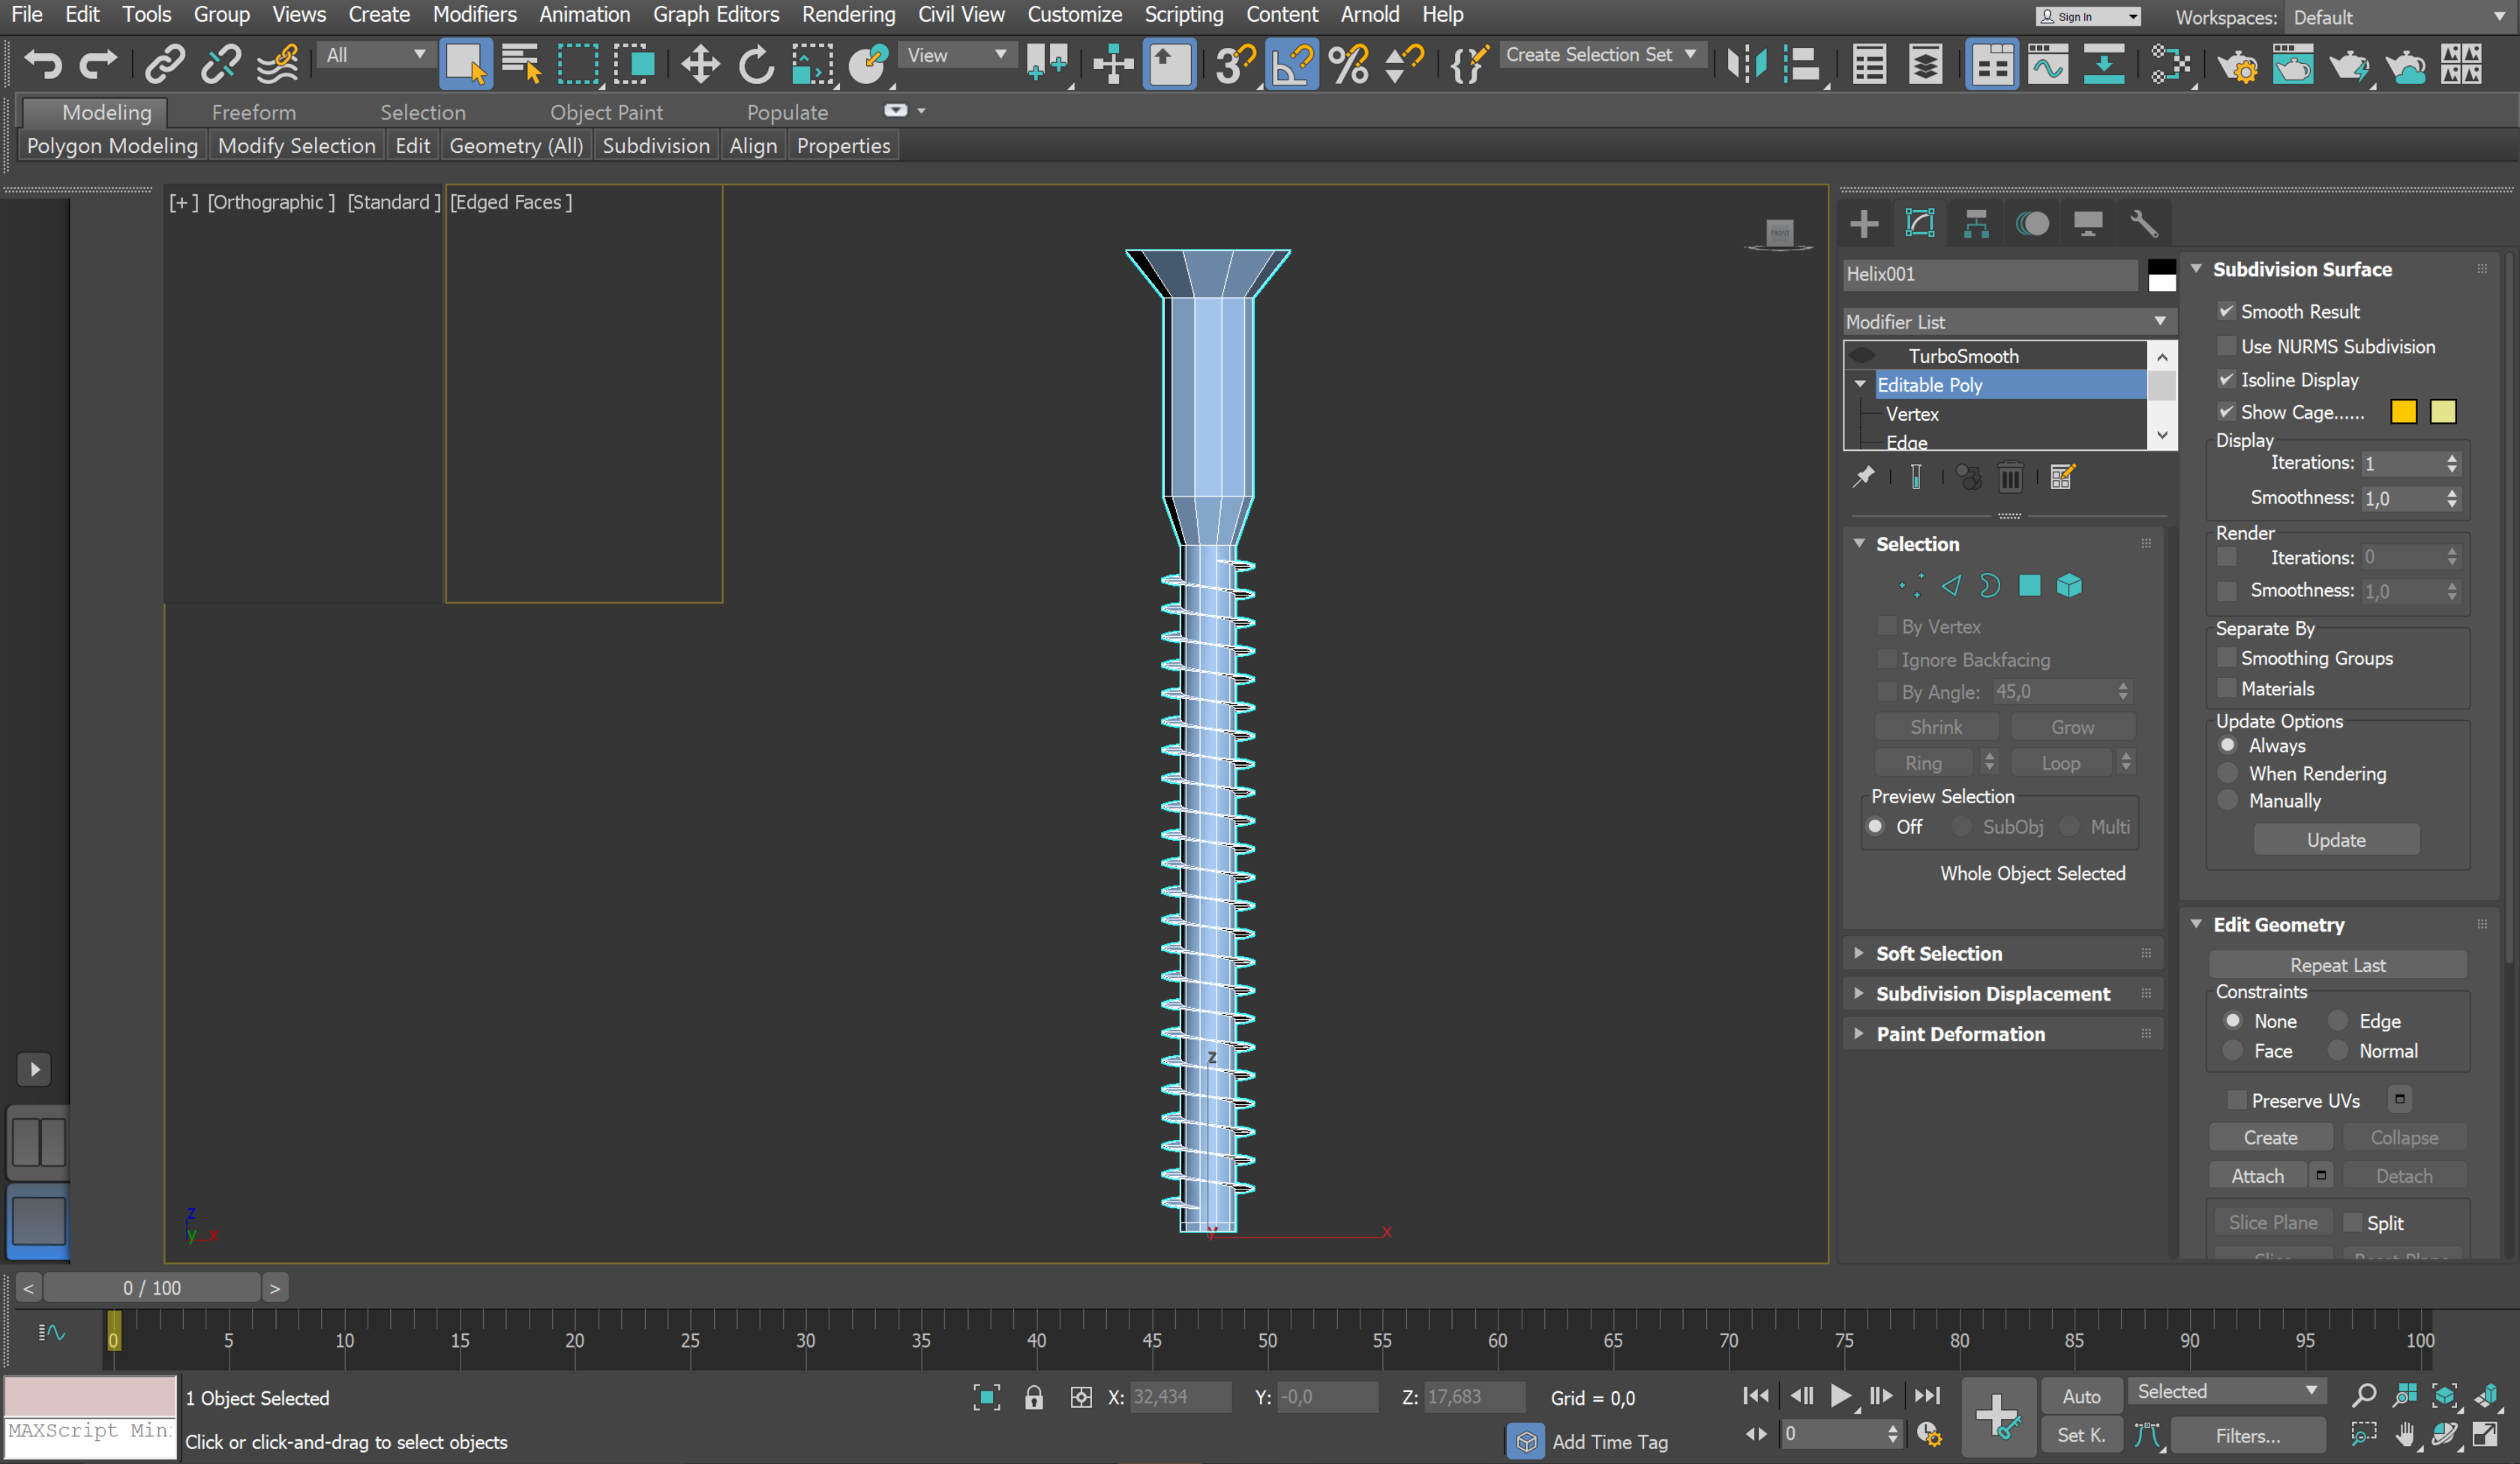 File Edit Tools Group Views Create Modifiers Animation Graph Editors Rendering Civil View Customize Scripting Content Arnold Help
Sign In Workspaces: Default
All View Create Selection Set
Modeling Freeform Selection Object Paint Populate
Polygon Modeling Modify Selection Edit Geometry (All) Subdivision Align Properties
[+ ] [Orthographic ] [Standard ] [Edged Faces ]
FRONT
z
x
y
z
y
x
Helix001
Modifier List
TurboSmooth
Editable Poly
Vertex
Edge
Selection
By Vertex
Ignore Backfacing
By Angle: 45,0
Shrink Grow
Ring Loop
Preview Selection
Off SubObj Multi
Whole Object Selected
Soft Selection
Subdivision Displacement
Paint Deformation
Subdivision Surface
Smooth Result
Use NURMS Subdivision
Isoline Display
Show Cage......
Display
Iterations: 1
Smoothness: 1,0
Render
Iterations: 0
Smoothness: 1,0
Separate By
Smoothing Groups
Materials
Update Options
Always
When Rendering
Manually
Update
Edit Geometry
Repeat Last
Constraints
None Edge
Face Normal
Preserve UVs
Create Collapse
Attach Detach
Slice Plane Split
Slice Reset Plane
< 0 / 100 >
0 5 10 15 20 25 30 35 40 45 50 55 60 65 70 75 80 85 90 95 100
1 Object Selected X: 32,434 Y: -0,0 Z: 17,683 Grid = 0,0 Auto Selected
MAXScript Min
Click or click-and-drag to select objects Add Time Tag 0 Set K. Filters...